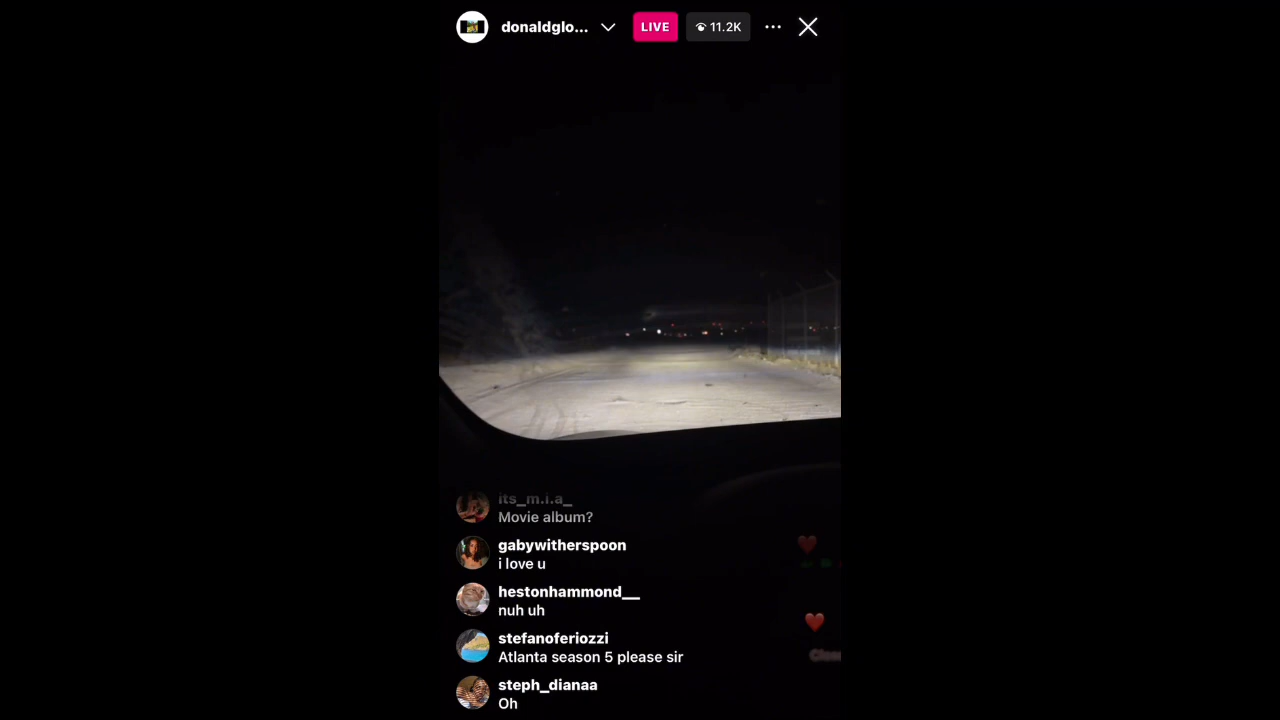 donaldglo...
LIVE
11.2K
its_m.i.a_
Movie album?
gabywitherspoon
i love u
hestonhammond__
nuh uh
stefanoferiozzi
Atlanta season 5 please sir
steph_dianaa
Oh